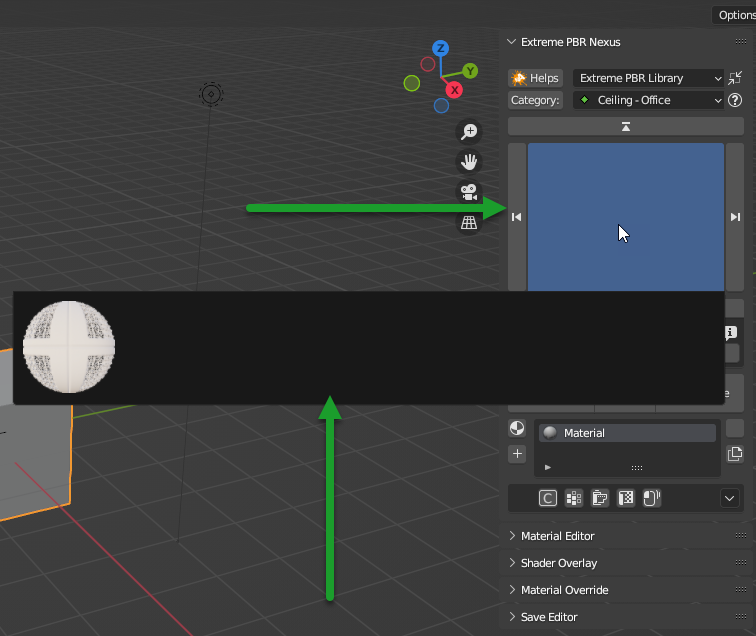 Options
Extreme PBR Nexus
Helps
Extreme PBR Library
Category:
Ceiling - Office
Z
Y
X
e
Material
C
Material Editor
Shader Overlay
Material Override
Save Editor